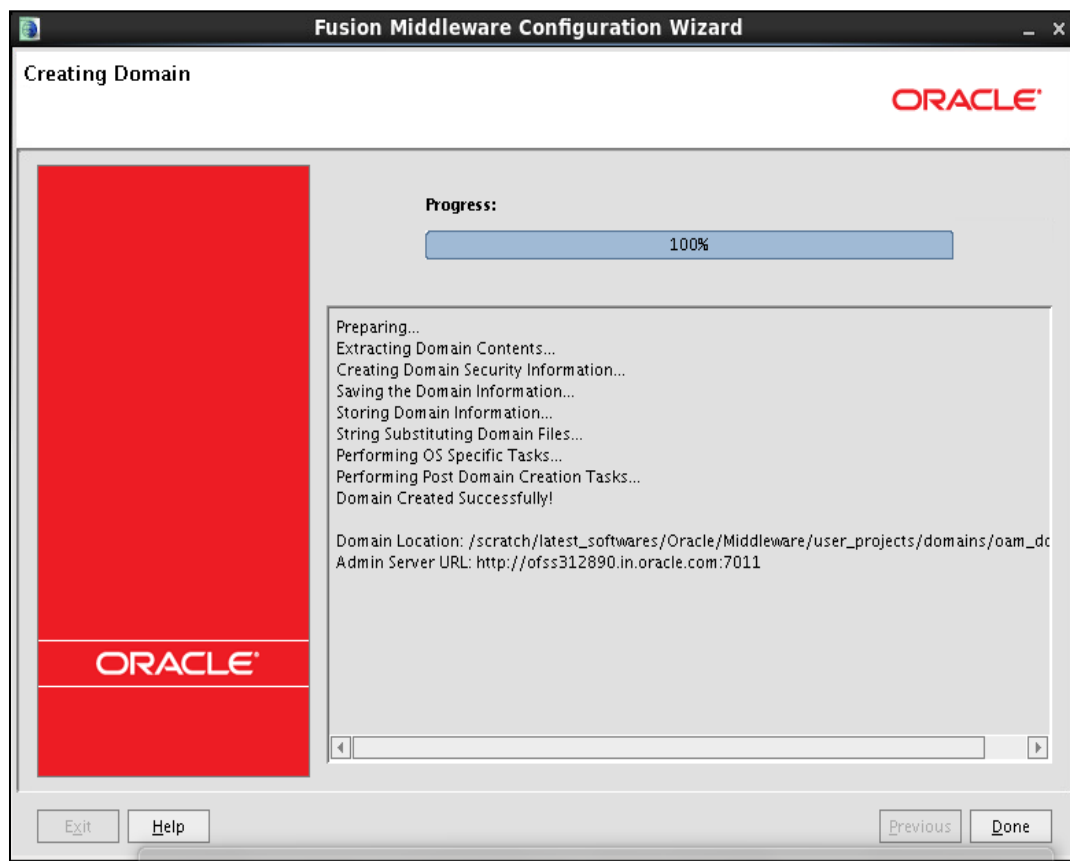 Fusion Middleware Configuration Wizard
Creating Domain
ORACLE
Progress:
100%
Preparing...
Extracting Domain Contents...
Creating Domain Security Information...
Saving the Domain Information...
Storing Domain Information...
String Substituting Domain Files...
Performing OS Specific Tasks...
Performing Post Domain Creation Tasks...
Domain Created Successfully!
Domain Location: /scratch/latest_softwares/Oracle/Middleware/user_projects/domains/oam_dc
Admin Server URL: http://ofss312890.in.oracle.com:7011
ORACLE
Exit
Help
Previous
Done